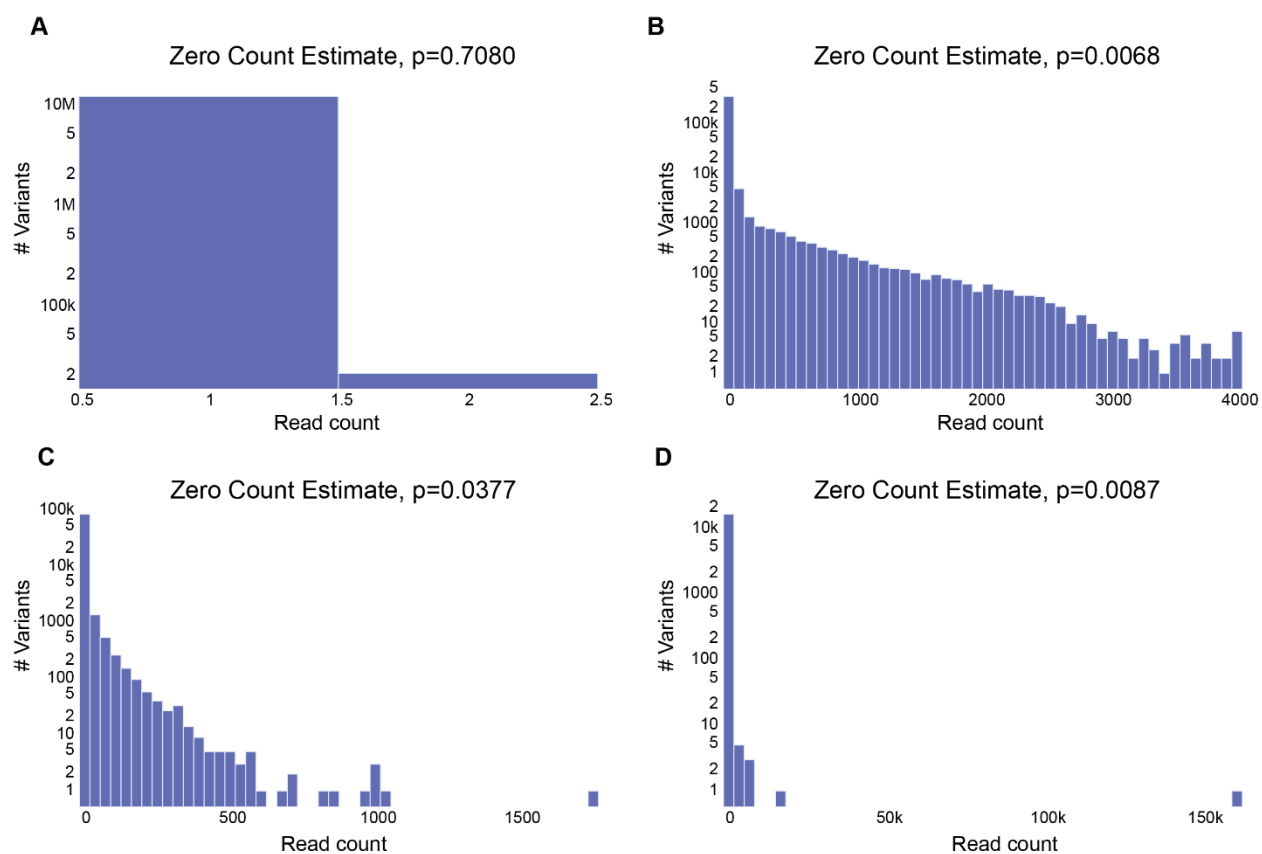 A
Zero Count Estimate, p=0.7080
# Variants
10M
5
2
1M
5
2
100k
5
2
0.5 1 1.5 2 2.5
Read count
B
Zero Count Estimate, p=0.0068
# Variants
5
2
100k
5
2
10k
5
2
1000
5
2
100
5
2
10
5
2
1
0 1000 2000 3000 4000
Read count
C
Zero Count Estimate, p=0.0377
# Variants
100k
5
2
10k
5
2
1000
5
2
100
5
2
10
5
2
1
0 500 1000 1500
Read count
D
Zero Count Estimate, p=0.0087
# Variants
2
10k
5
2
1000
5
2
100
5
2
10
5
2
1
0 50k 100k 150k
Read count